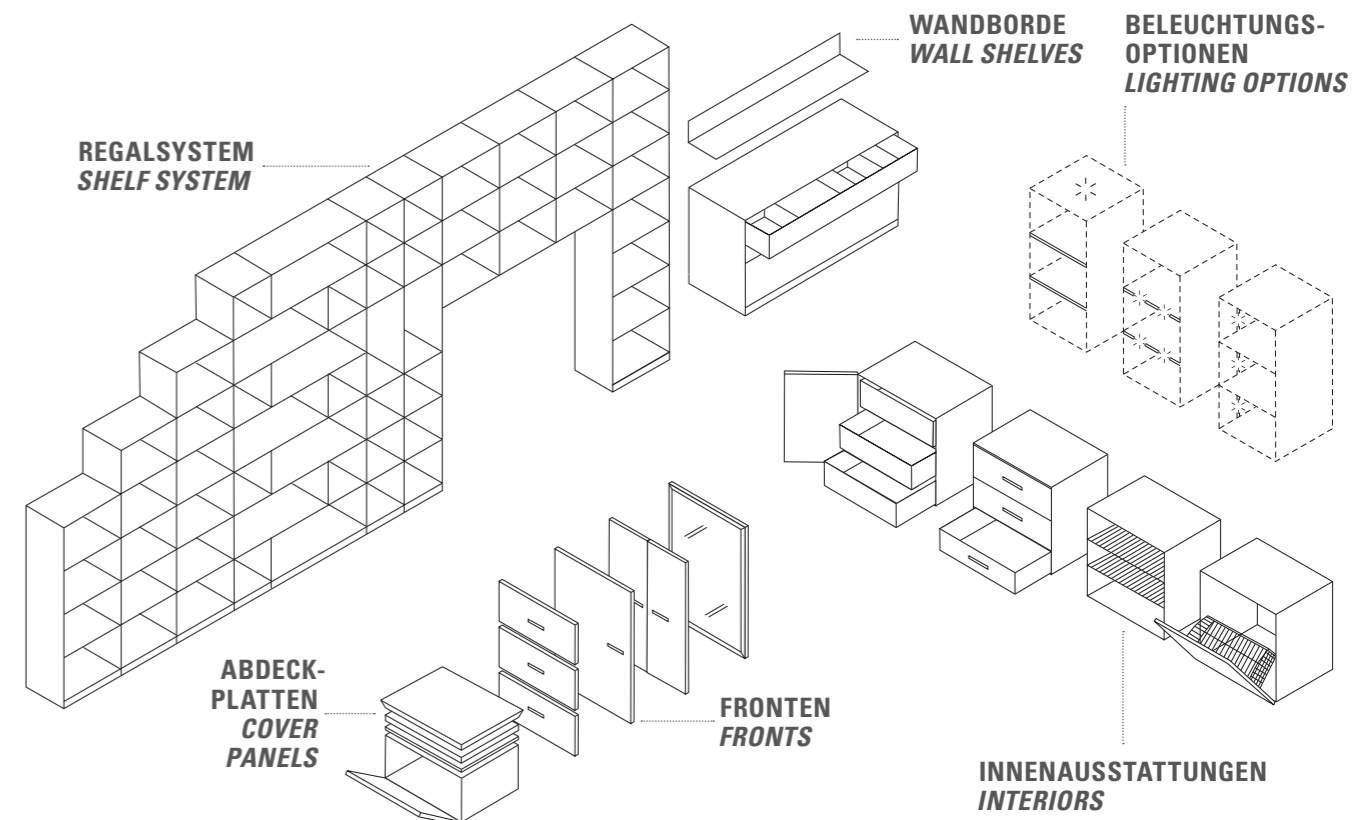 WANDBORDE
WALL SHELVES
BELEUCHTUNGS-
OPTIONEN
LIGHTING OPTIONS
REGALSYSTEM
SHELF SYSTEM
ABDECK-
PLATTEN
COVER
PANELS
FRONTEN
FRONTS
INNENAUSSTATTUNGEN
INTERIORS